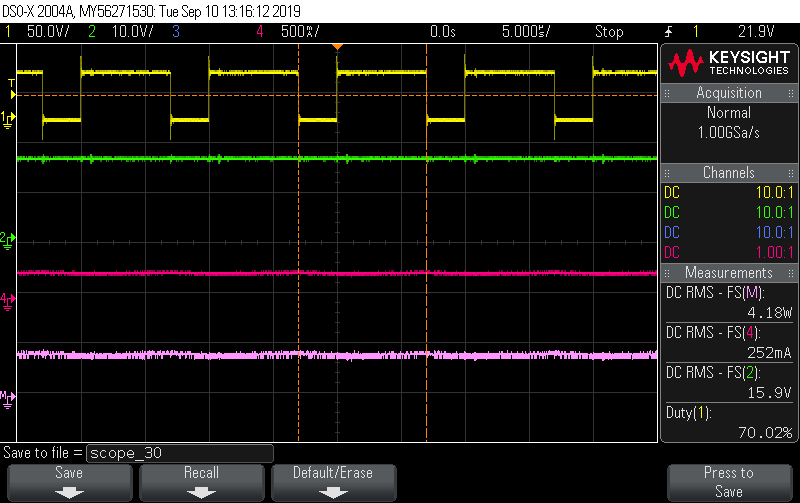 DSO-X 2004A, MY56271530: Tue Sep 10 13:16:12 2019
1 50.0V/ 2 10.0V/ 3 4 500㎃/ 0.0s 5.000㎲/ Stop 1 21.9V
KEYSIGHT
TECHNOLOGIES
Acquisition
Normal
1.00GSa/s
Channels
DC 10.0:1
DC 10.0:1
DC 10.0:1
DC 1.00:1
Measurements
DC RMS - FS(M):
4.18W
DC RMS - FS(4):
252mA
DC RMS - FS(2):
15.9V
Duty(1):
70.02%
T
1
2
4
M
Save to file = scope_30
Save
Recall
Default/Erase
Press to
Save